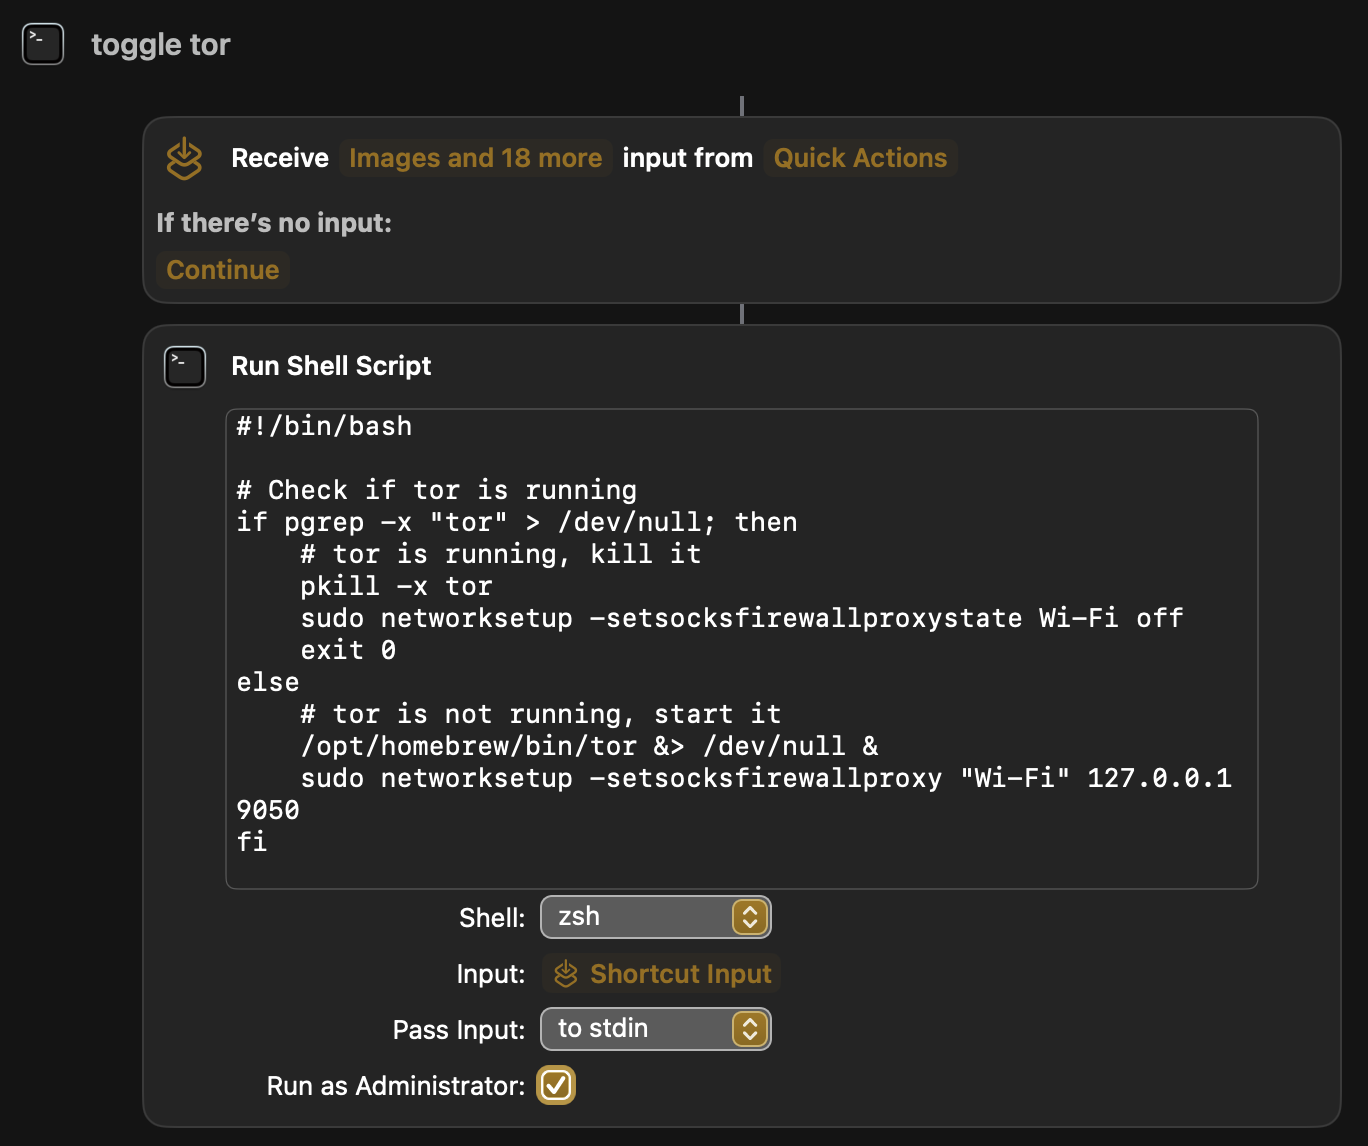 >_ toggle tor
Receive Images and 18 more input from Quick Actions
If there’s no input:
Continue
>_ Run Shell Script
#!/bin/bash
# Check if tor is running
if pgrep -x "tor" > /dev/null; then
    # tor is running, kill it
    pkill -x tor
    sudo networksetup -setsocksfirewallproxystate Wi-Fi off
    exit 0
else
    # tor is not running, start it
    /opt/homebrew/bin/tor &> /dev/null &
    sudo networksetup -setsocksfirewallproxy "Wi-Fi" 127.0.0.1
9050
fi
Shell: zsh
Input: Shortcut Input
Pass Input: to stdin
Run as Administrator: